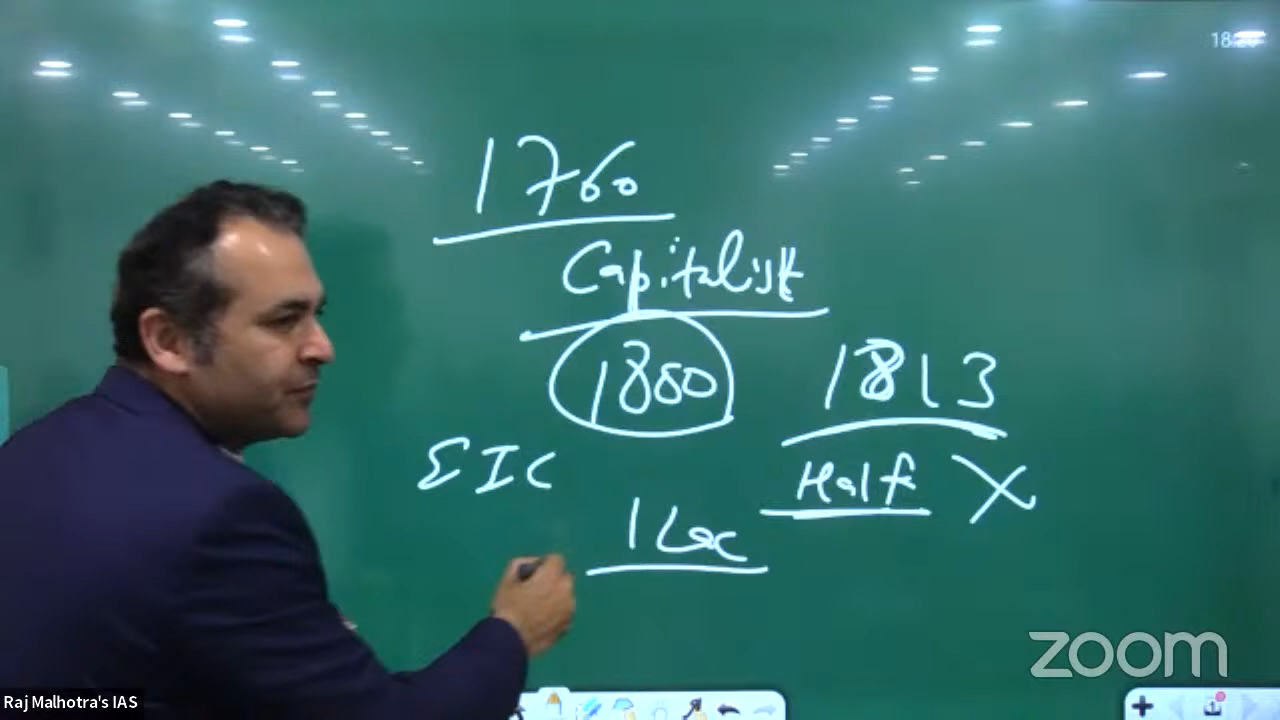 1760
Capitalist
1800
1813
EIC
Half X
1 Lac
zoom
Raj Malhotra's IAS